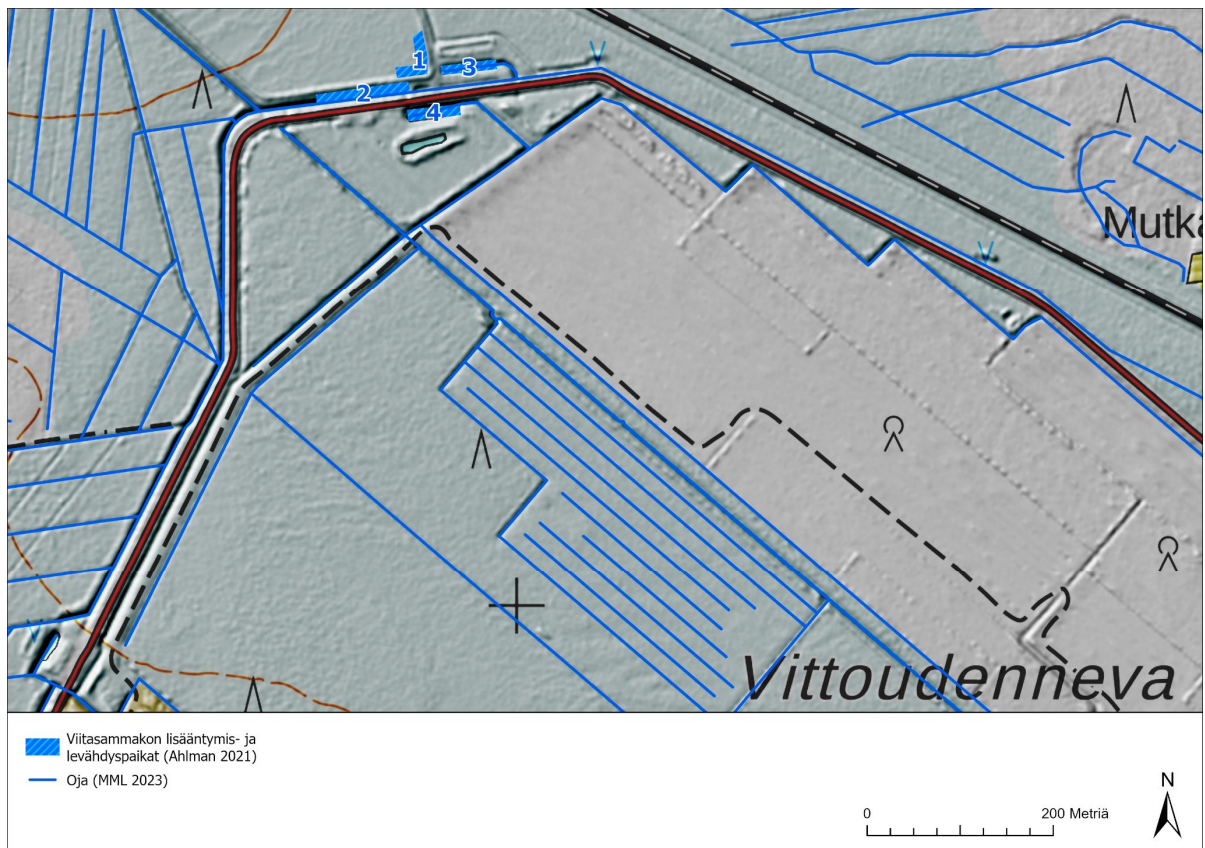 1
3
2
4
Mutka
Vittoudenneva
Viitasammakon lisääntymis- ja
levähdyspaikat (Ahlman 2021)
Oja (MML 2023)
N
0 200 Metriä